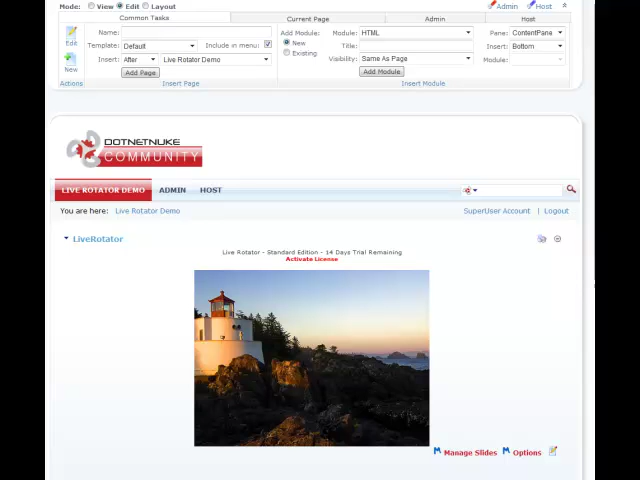 Mode: View Edit Layout Admin Host
Common Tasks Current Page Admin Host
Edit
New
Actions
Name:
Template: Default Include in menu:
Insert: After Live Rotator Demo
Add Page
Insert Page
Add Module: New Existing
Module: HTML
Title:
Visibility: Same As Page
Pane: ContentPane
Insert: Bottom
Module:
Add Module
Insert Module
DOTNETNUKE
COMMUNITY
LIVE ROTATOR DEMO ADMIN HOST
You are here: Live Rotator Demo SuperUser Account | Logout
LiveRotator
Live Rotator - Standard Edition - 14 Days Trial Remaining
Activate License
Manage Slides Options